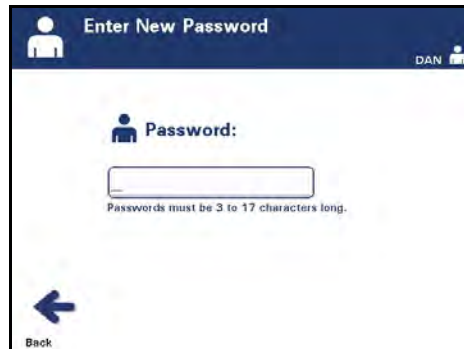 Enter New Password
DAN
Password:
_
Passwords must be 3 to 17 characters long.
Back